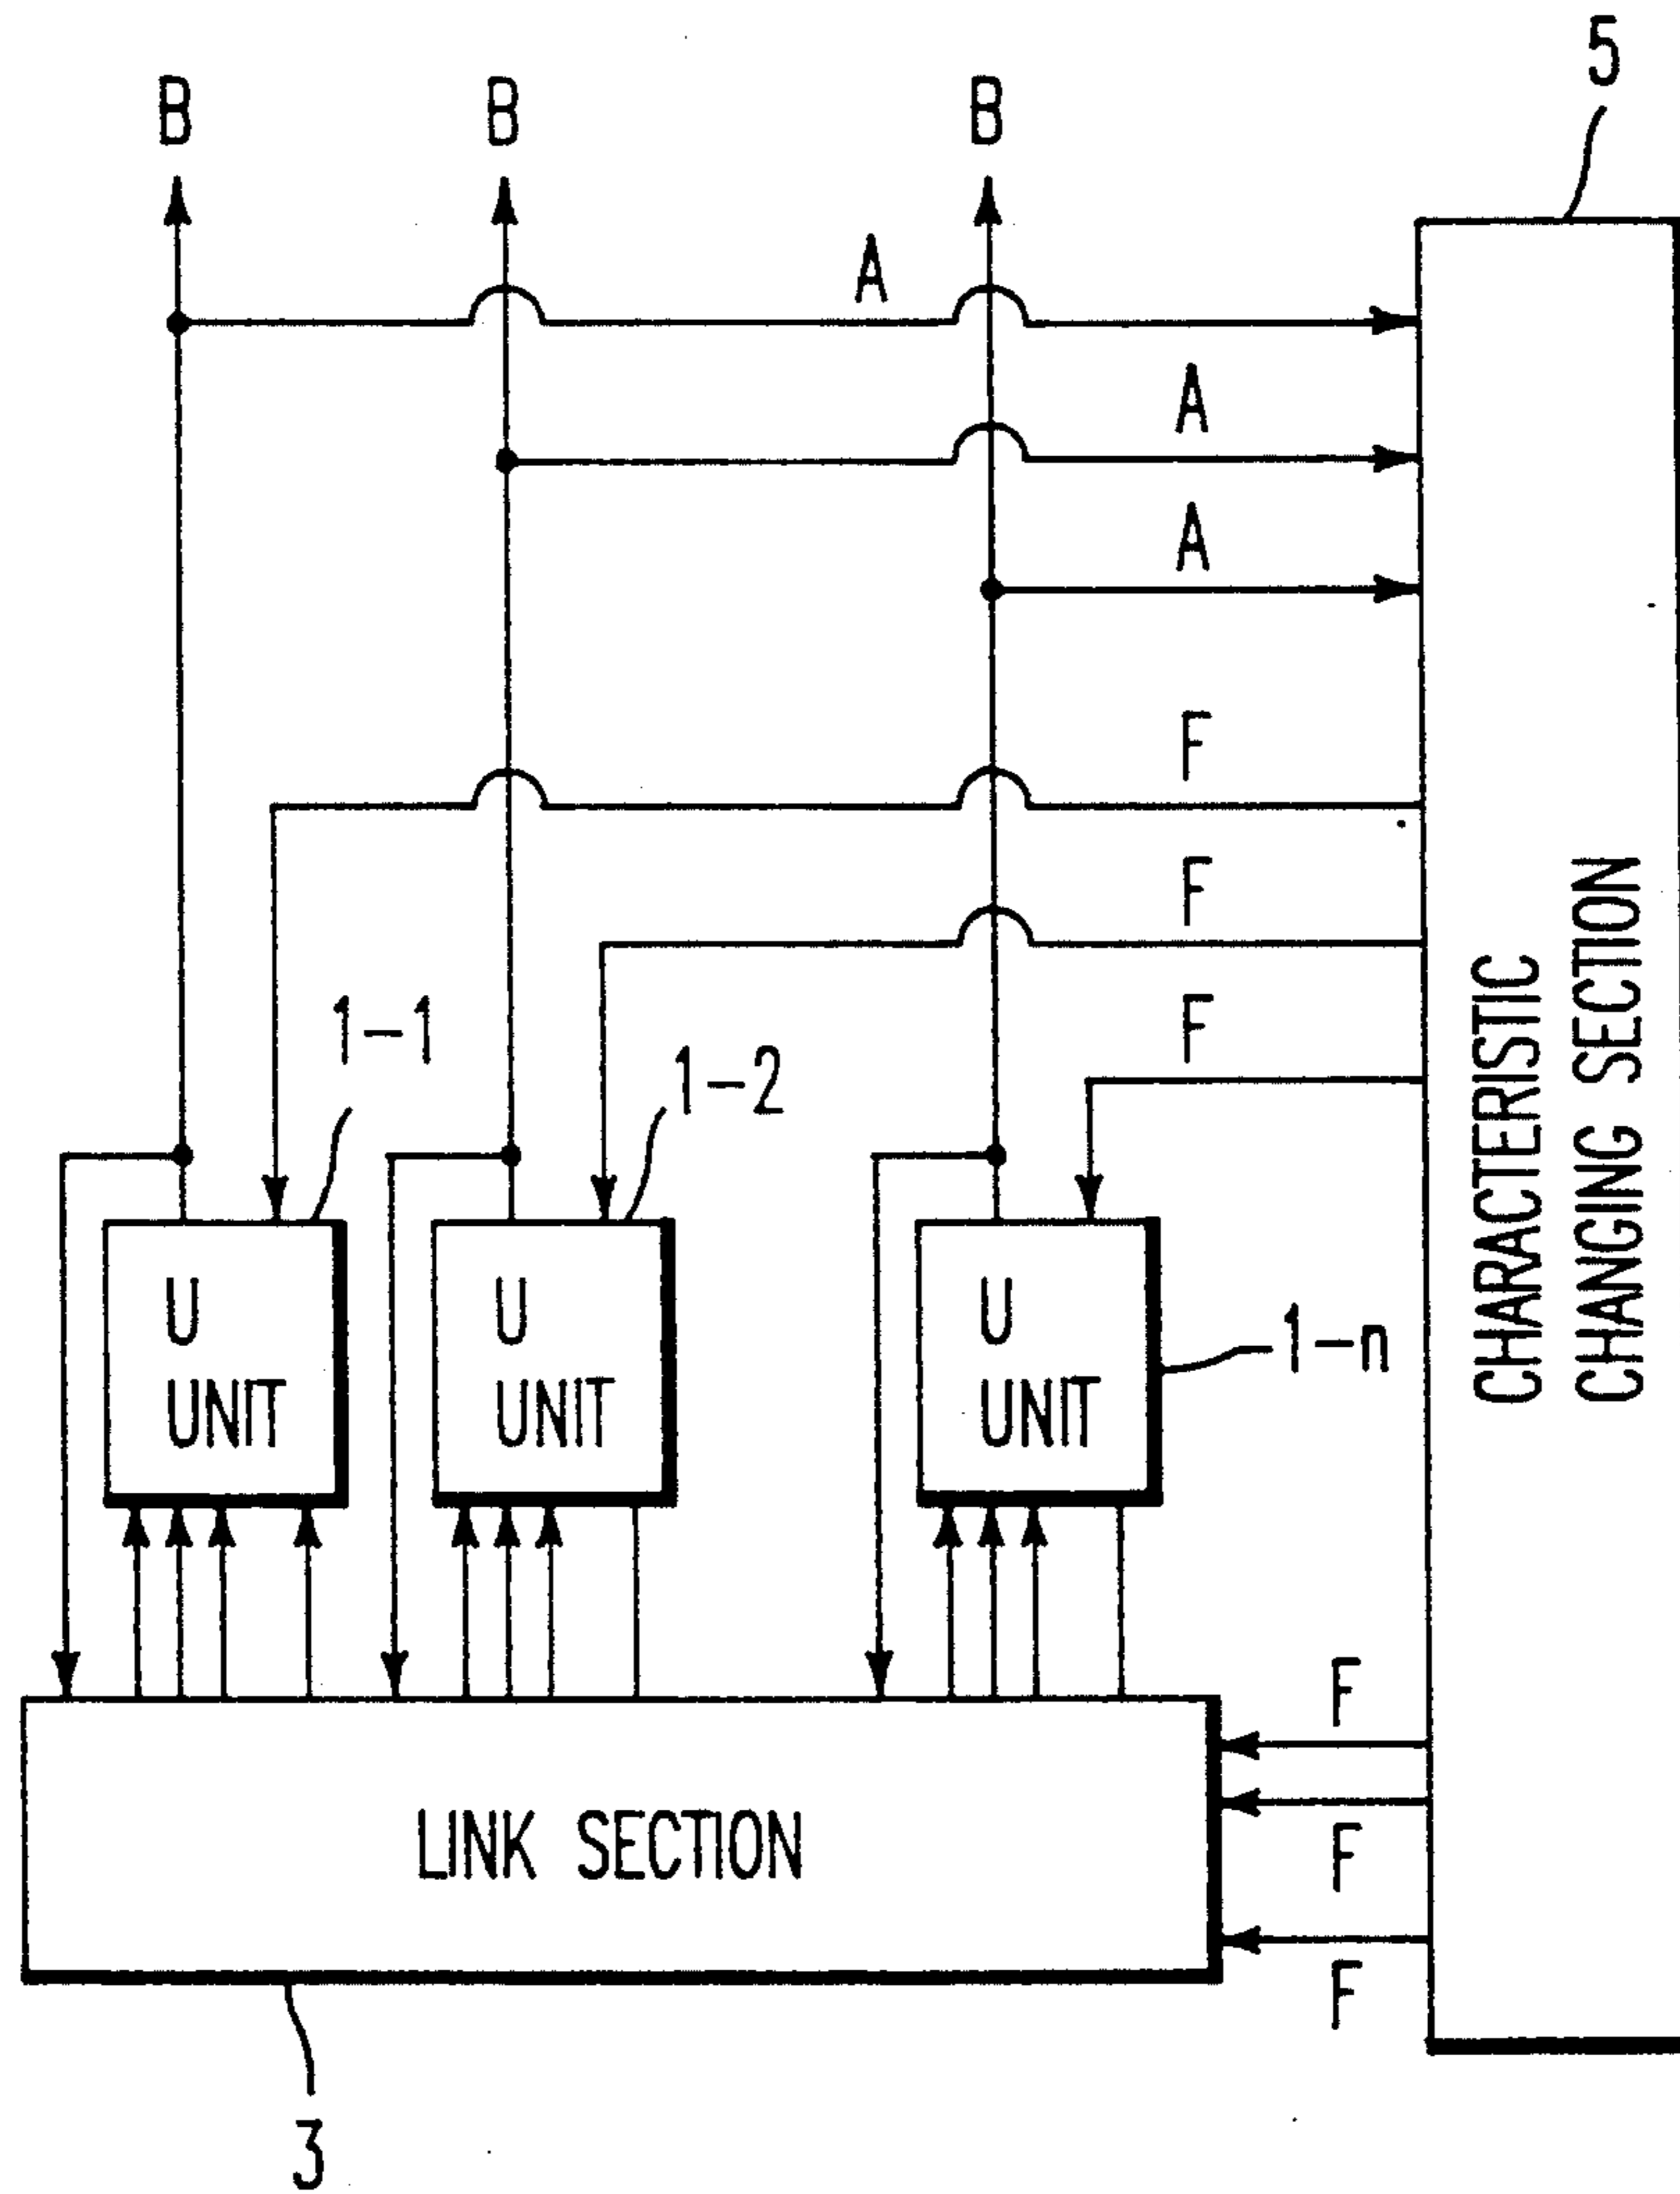 5
B B B
A
A
A
F
F
F
1-1
1-2
U
UNIT
U
UNIT
U
UNIT
1-n
CHARACTERISTIC
CHANGING SECTION
F
F
F
LINK SECTION
3